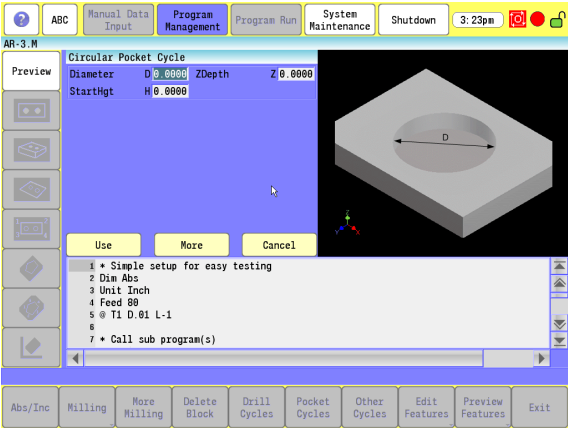 ? ABC Manual Data Input Program Management Program Run System Maintenance Shutdown 3:23pm
AR-3.M
Preview
Circular Pocket Cycle
Diameter D 0.0000 ZDepth Z 0.0000
StartHgt H 0.0000
D
Z
Y X
Use More Cancel
1 * Simple setup for easy testing
2 Dim Abs
3 Unit Inch
4 Feed 80
5 @ T1 D.01 L-1
6
7 * Call sub program(s)
Abs/Inc Milling More Milling Delete Block Drill Cycles Pocket Cycles Other Cycles Edit Features Preview Features Exit